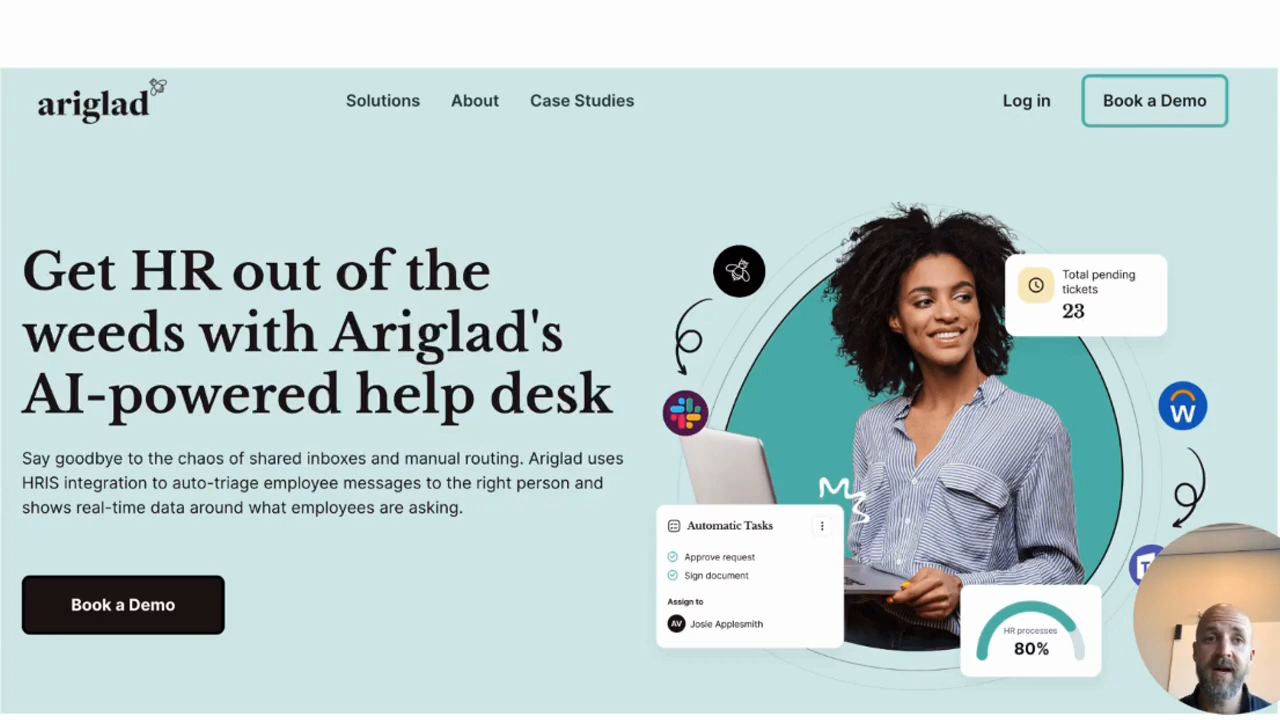 ariglad
Solutions
About
Case Studies
Log in
Book a Demo
Get HR out of the
weeds with Ariglad's
AI-powered help desk
Say goodbye to the chaos of shared inboxes and manual routing. Ariglad uses
HRIS integration to auto-triage employee messages to the right person and
shows real-time data around what employees are asking.
Book a Demo
Total pending
tickets
23
W
Automatic Tasks
Approve request
Sign document
Assign to
AV Josie Applesmith
T
HR processes
80%